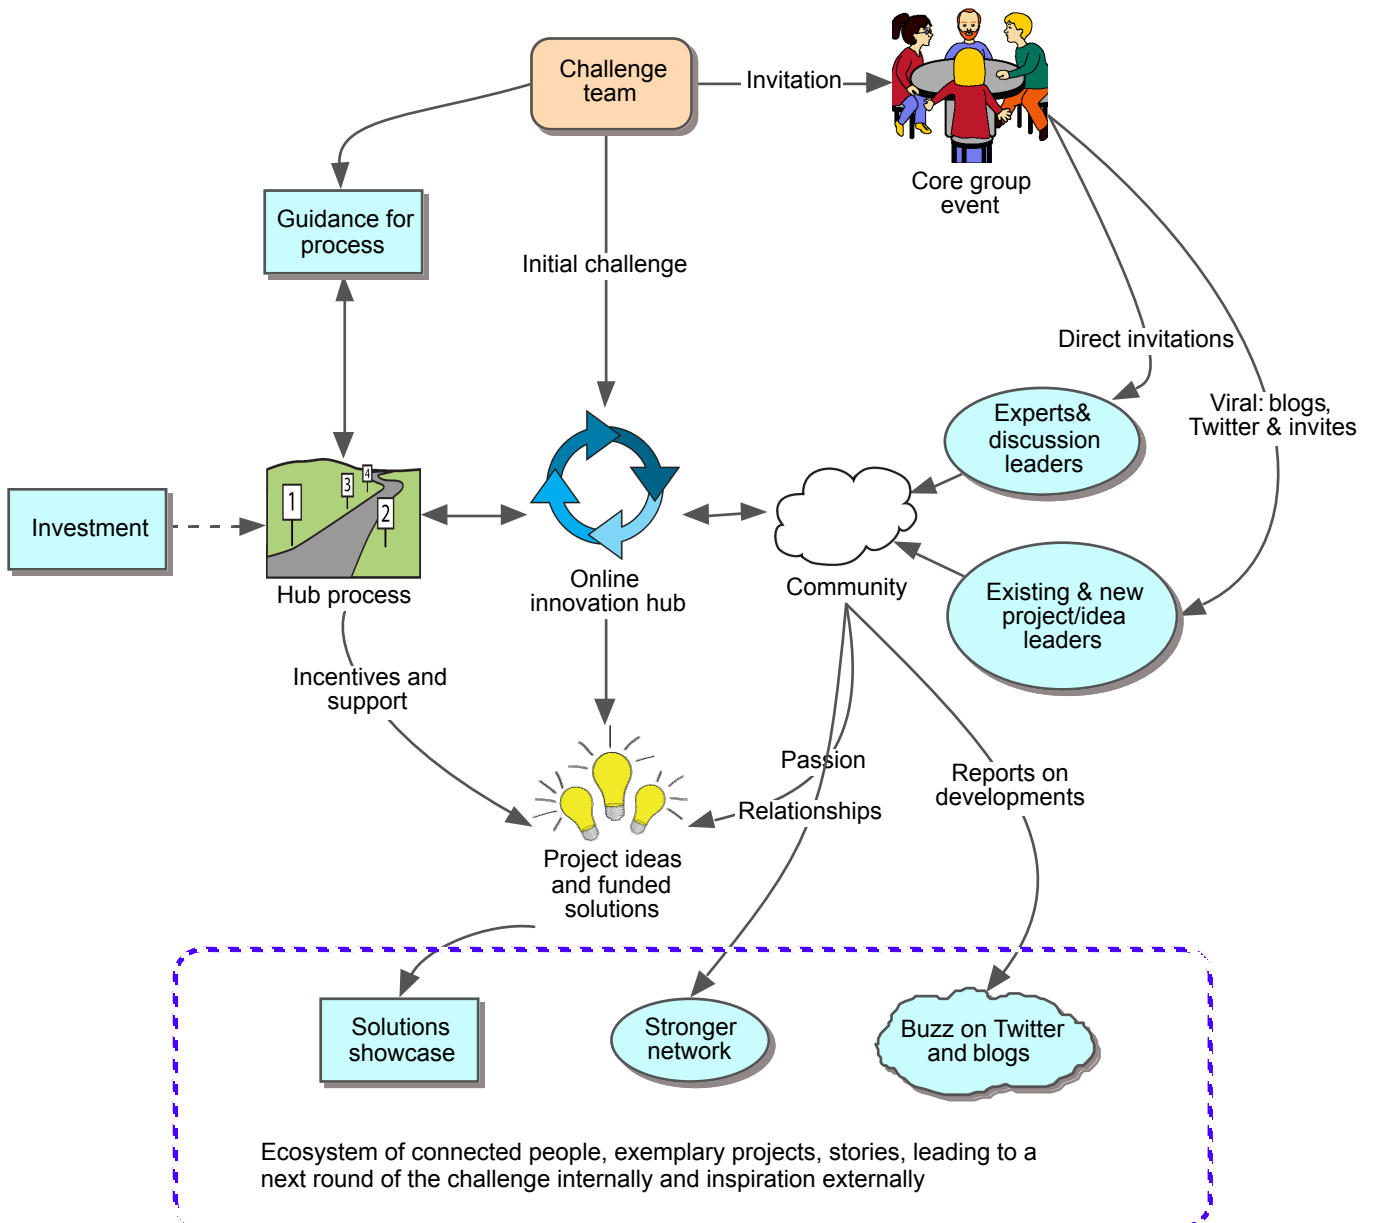 Challenge
team
Invitation
Core group
event
Guidance for
process
Initial challenge
Direct invitations
Viral: blogs,
Twitter & invites
Experts&
discussion
leaders
1
3
4
2
Investment
Hub process
Online
innovation hub
Community
Existing & new
project/idea
leaders
Incentives and
support
Passion
Relationships
Reports on
developments
Project ideas
and funded
solutions
Solutions
showcase
Stronger
network
Buzz on Twitter
and blogs
Ecosystem of connected people, exemplary projects, stories, leading to a
next round of the challenge internally and inspiration externally